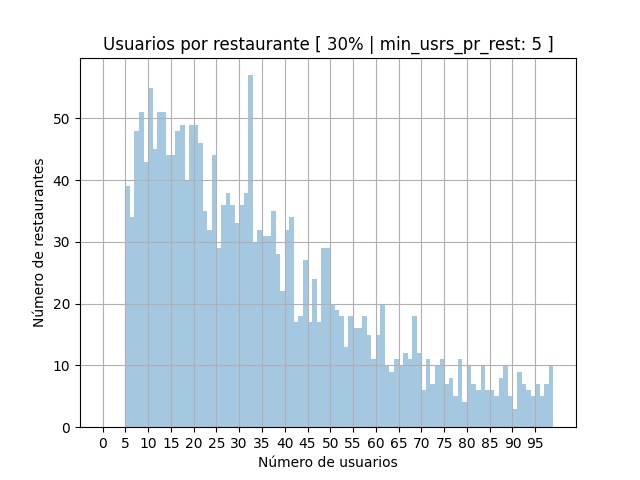 Usuarios por restaurante [ 30% | min_usrs_pr_rest: 5 ]
Número de restaurantes
50
40
30
20
10
0
0 5 10 15 20 25 30 35 40 45 50 55 60 65 70 75 80 85 90 95
Número de usuarios